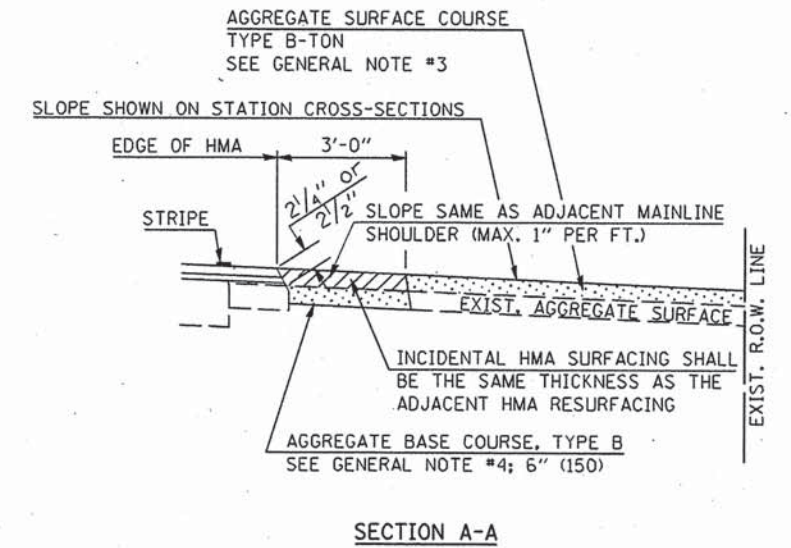 AGGREGATE SURFACE COURSE
TYPE B-TON
SEE GENERAL NOTE #3
SLOPE SHOWN ON STATION CROSS-SECTIONS
EDGE OF HMA
3'-0"
2 1/4" or
2 1/2"
STRIPE
SLOPE SAME AS ADJACENT MAINLINE
SHOULDER (MAX. 1" PER FT.)
EXIST. AGGREGATE SURFACE
EXIST. R.O.W. LINE
INCIDENTAL HMA SURFACING SHALL
BE THE SAME THICKNESS AS THE
ADJACENT HMA RESURFACING
AGGREGATE BASE COURSE, TYPE B
SEE GENERAL NOTE #4; 6" (150)
SECTION A-A